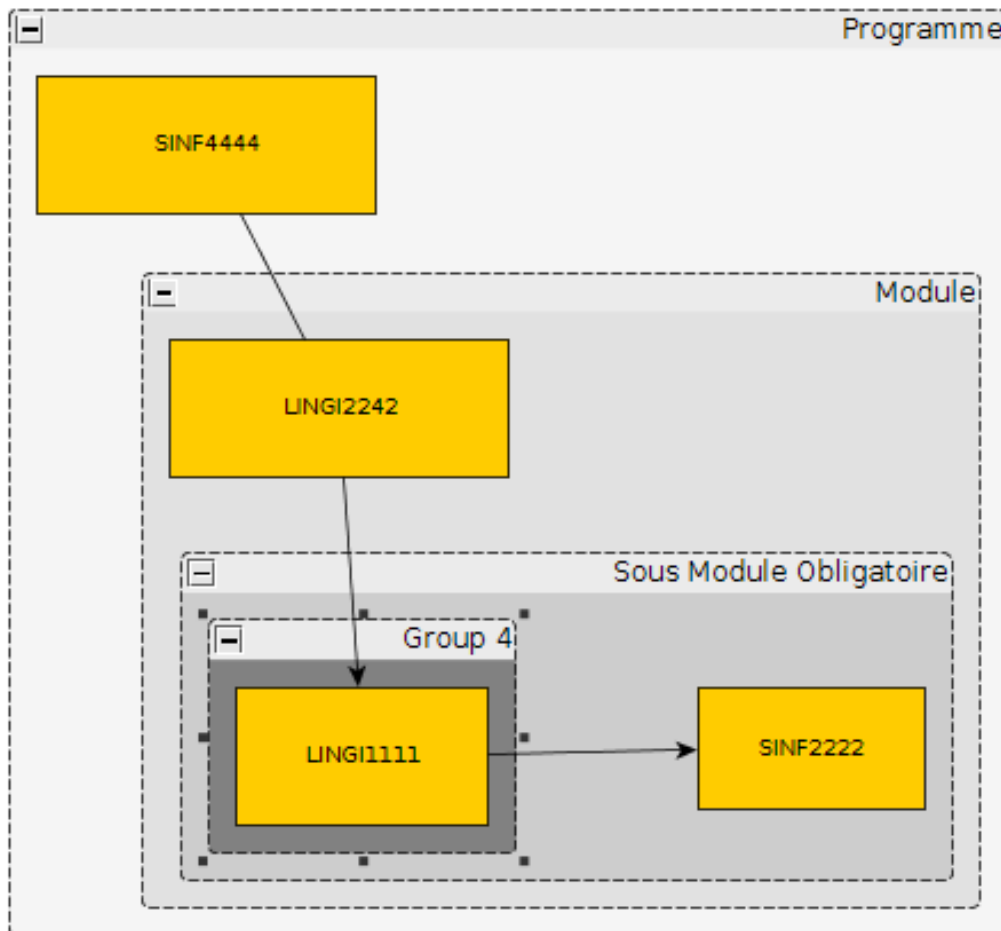 Programme
SINF4444
Module
LINGI2242
Sous Module Obligatoire
Group 4
LINGI1111
SINF2222